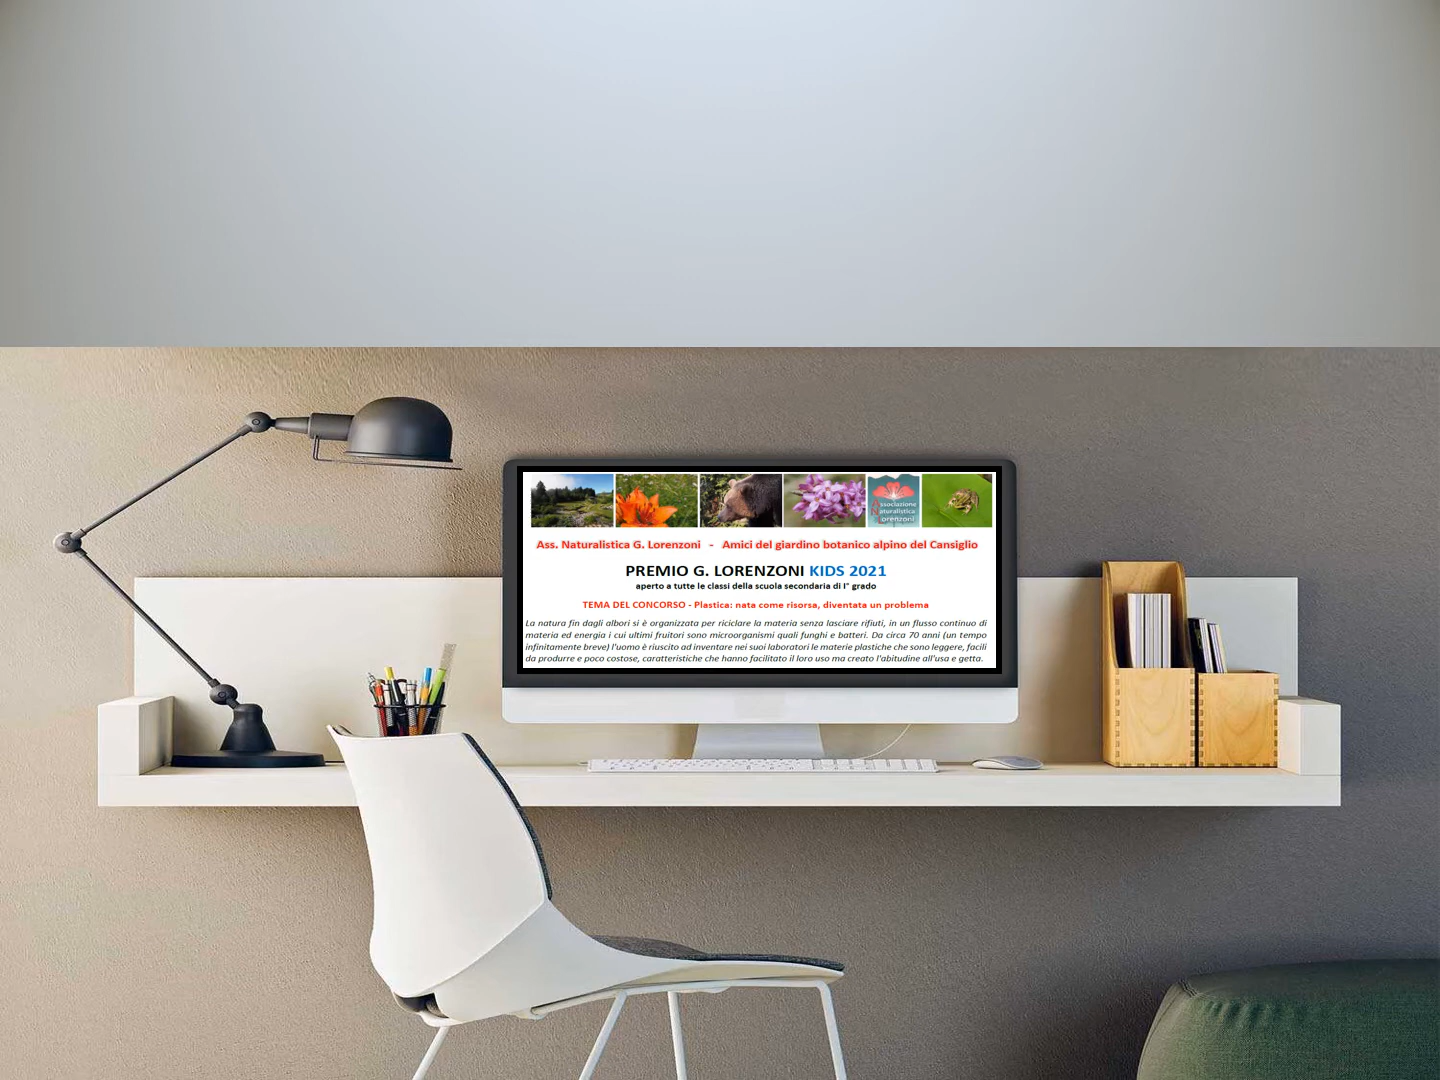 Associazione
Naturalistica
Lorenzoni
Ass. Naturalistica G. Lorenzoni - Amici del giardino botanico alpino del Cansiglio
PREMIO G. LORENZONI KIDS 2021
aperto a tutte le classi della scuola secondaria di I° grado
TEMA DEL CONCORSO - Plastica: nata come risorsa, diventata un problema
La natura fin dagli albori si è organizzata per riciclare la materia senza lasciare rifiuti, in un flusso continuo di
materia ed energia i cui ultimi fruitori sono microorganismi quali funghi e batteri. Da circa 70 anni (un tempo
infinitamente breve) l'uomo è riuscito ad inventare nei suoi laboratori le materie plastiche che sono leggere, facili
da produrre e poco costose, caratteristiche che hanno facilitato il loro uso ma creato l'abitudine all'usa e getta.